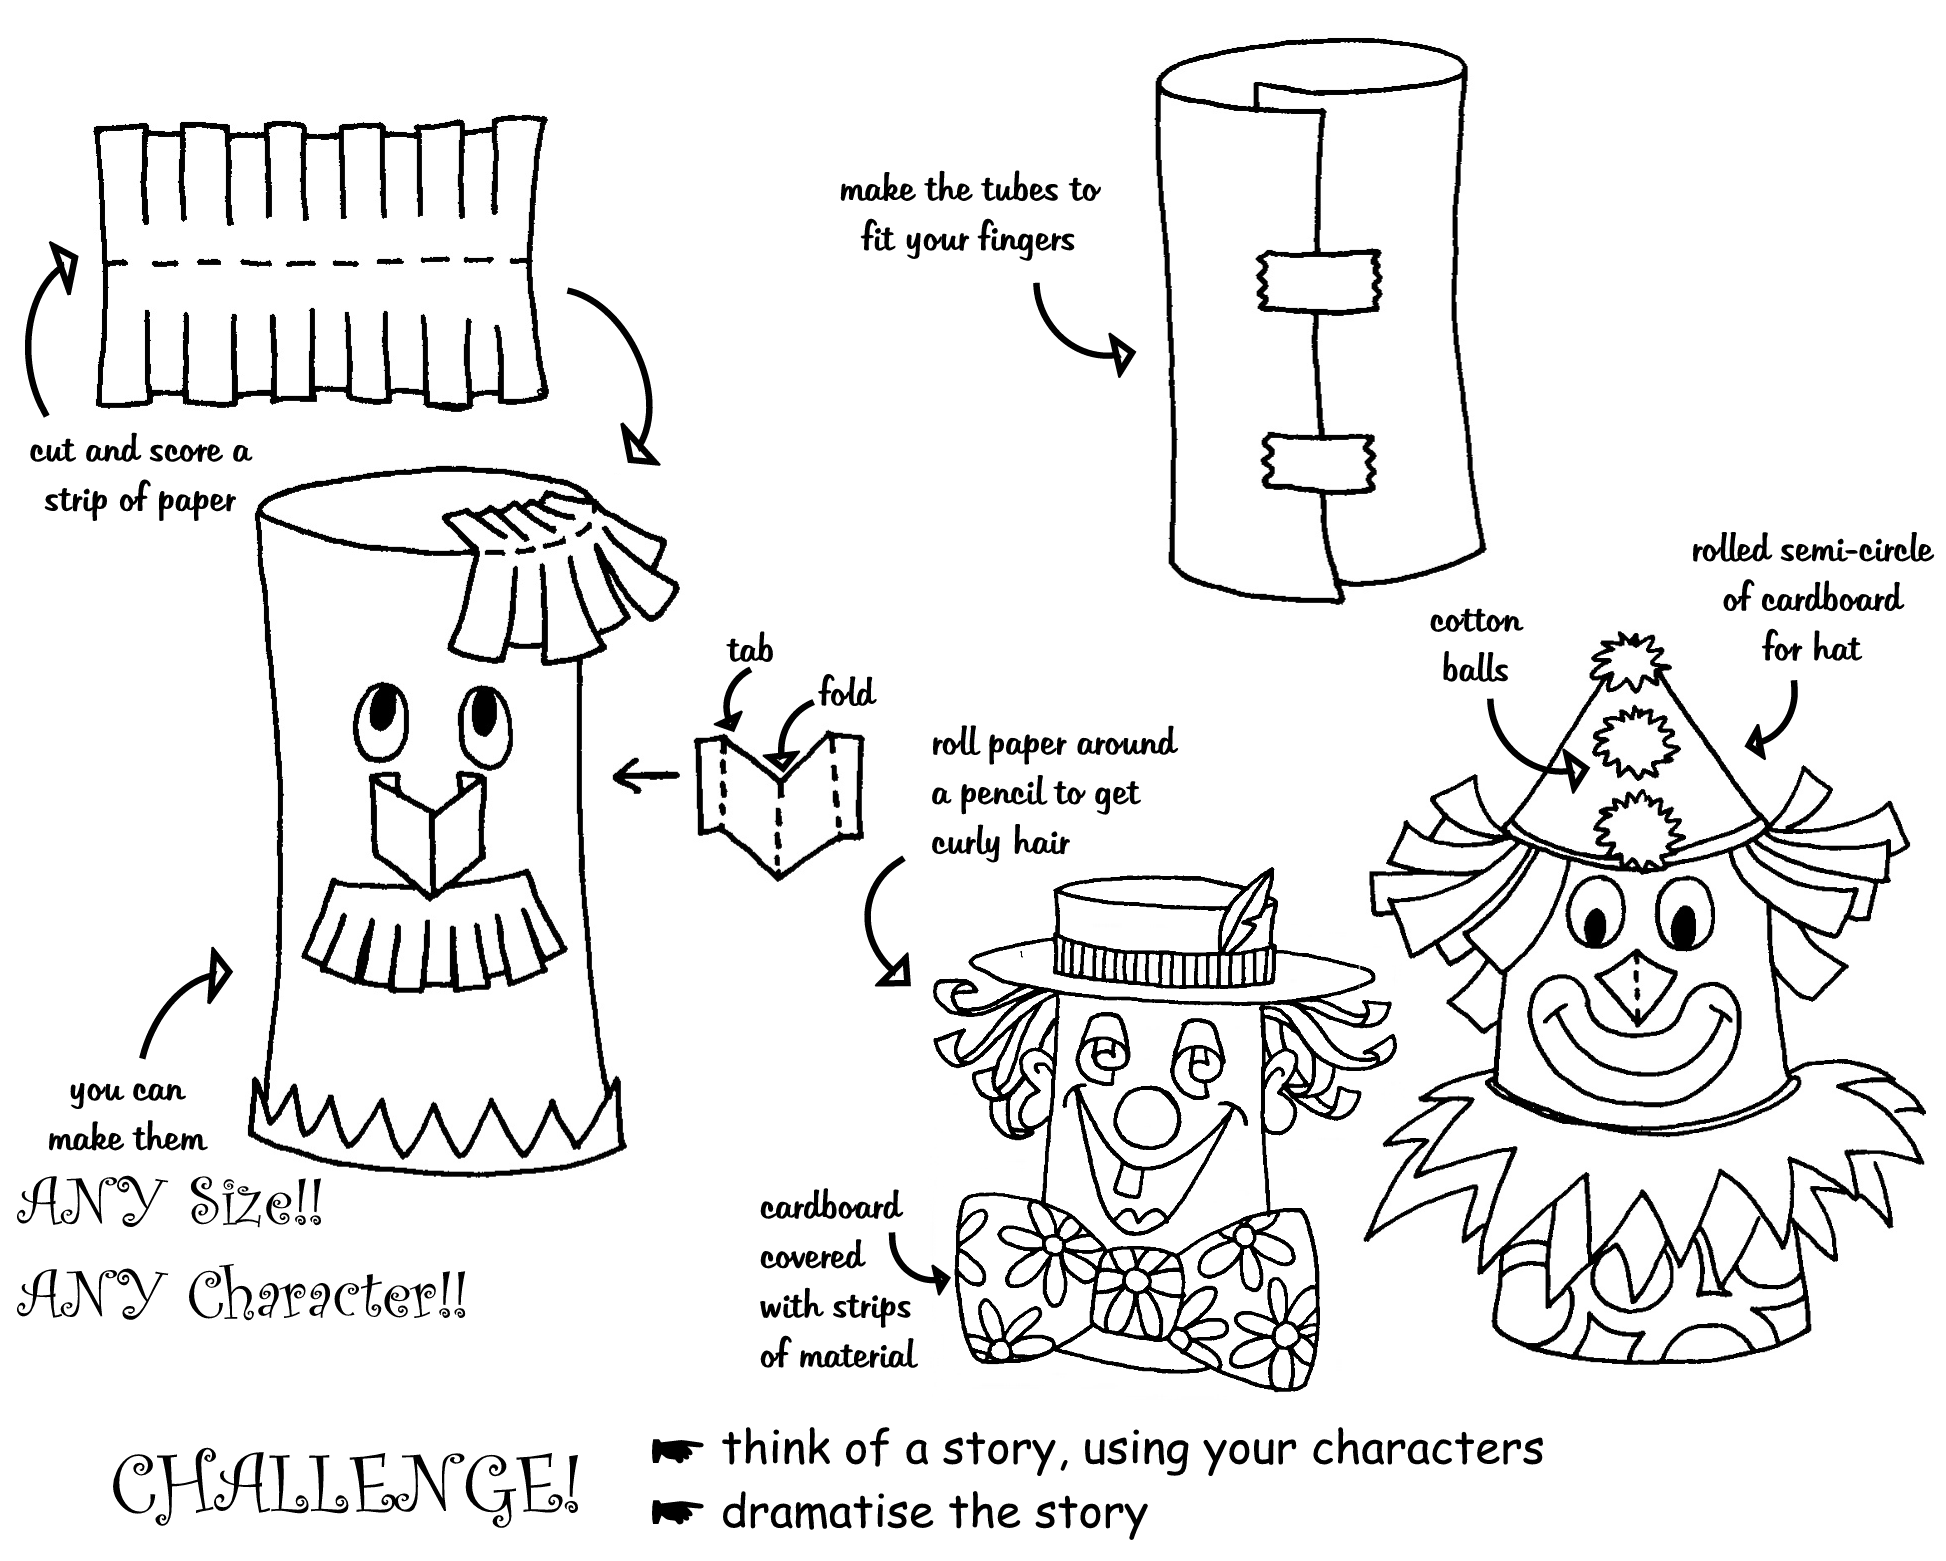 make the tubes to
fit your fingers
cut and score a
strip of paper
rolled semi-circle
of cardboard
for hat
cotton
balls
tab
fold
roll paper around
a pencil to get
curly hair
you can
make them
ANY Size!!
ANY Character!!
cardboard
covered
with strips
of material
CHALLENGE!
think of a story, using your characters
dramatise the story